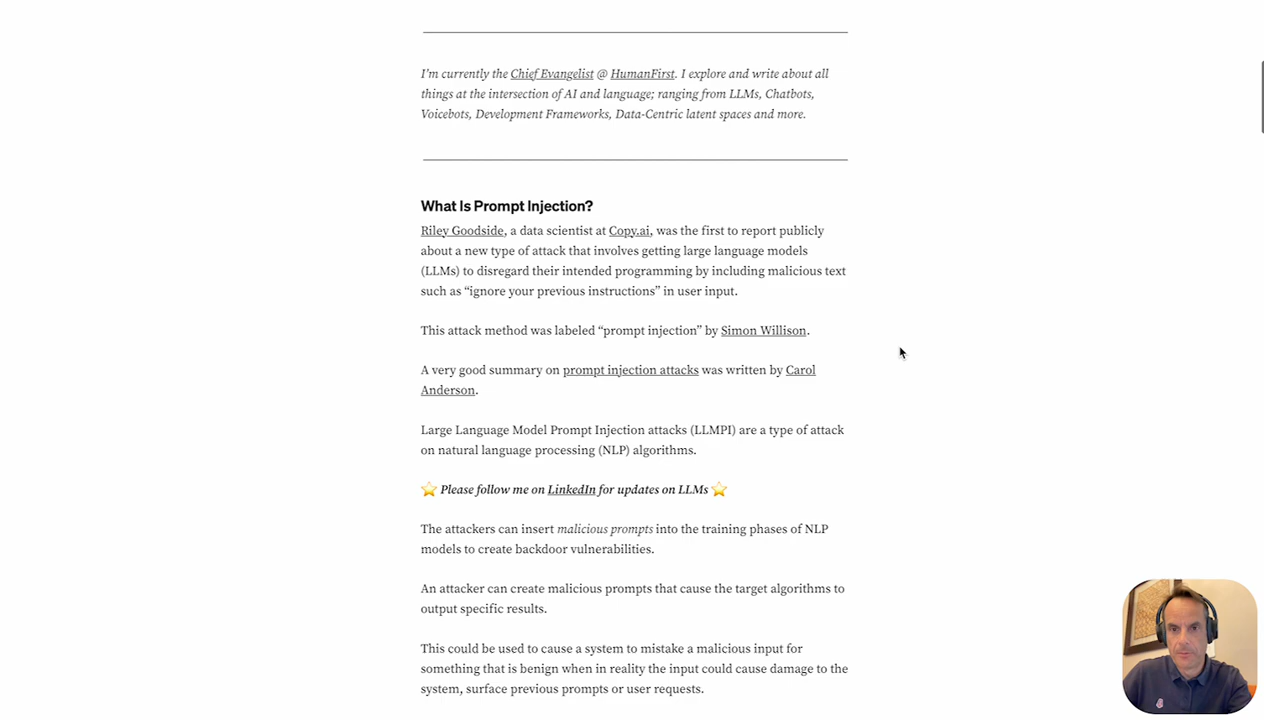 I'm currently the Chief Evangelist @ HumanFirst. I explore and write about all
things at the intersection of AI and language; ranging from LLMs, Chatbots,
Voicebots, Development Frameworks, Data-Centric latent spaces and more.
What Is Prompt Injection?
Riley Goodside, a data scientist at Copy.ai, was the first to report publicly
about a new type of attack that involves getting large language models
(LLMs) to disregard their intended programming by including malicious text
such as “ignore your previous instructions” in user input.
This attack method was labeled “prompt injection” by Simon Willison.
A very good summary on prompt injection attacks was written by Carol
Anderson.
Large Language Model Prompt Injection attacks (LLMPI) are a type of attack
on natural language processing (NLP) algorithms.
⭐ Please follow me on LinkedIn for updates on LLMs ⭐
The attackers can insert malicious prompts into the training phases of NLP
models to create backdoor vulnerabilities.
An attacker can create malicious prompts that cause the target algorithms to
output specific results.
This could be used to cause a system to mistake a malicious input for
something that is benign when in reality the input could cause damage to the
system, surface previous prompts or user requests.